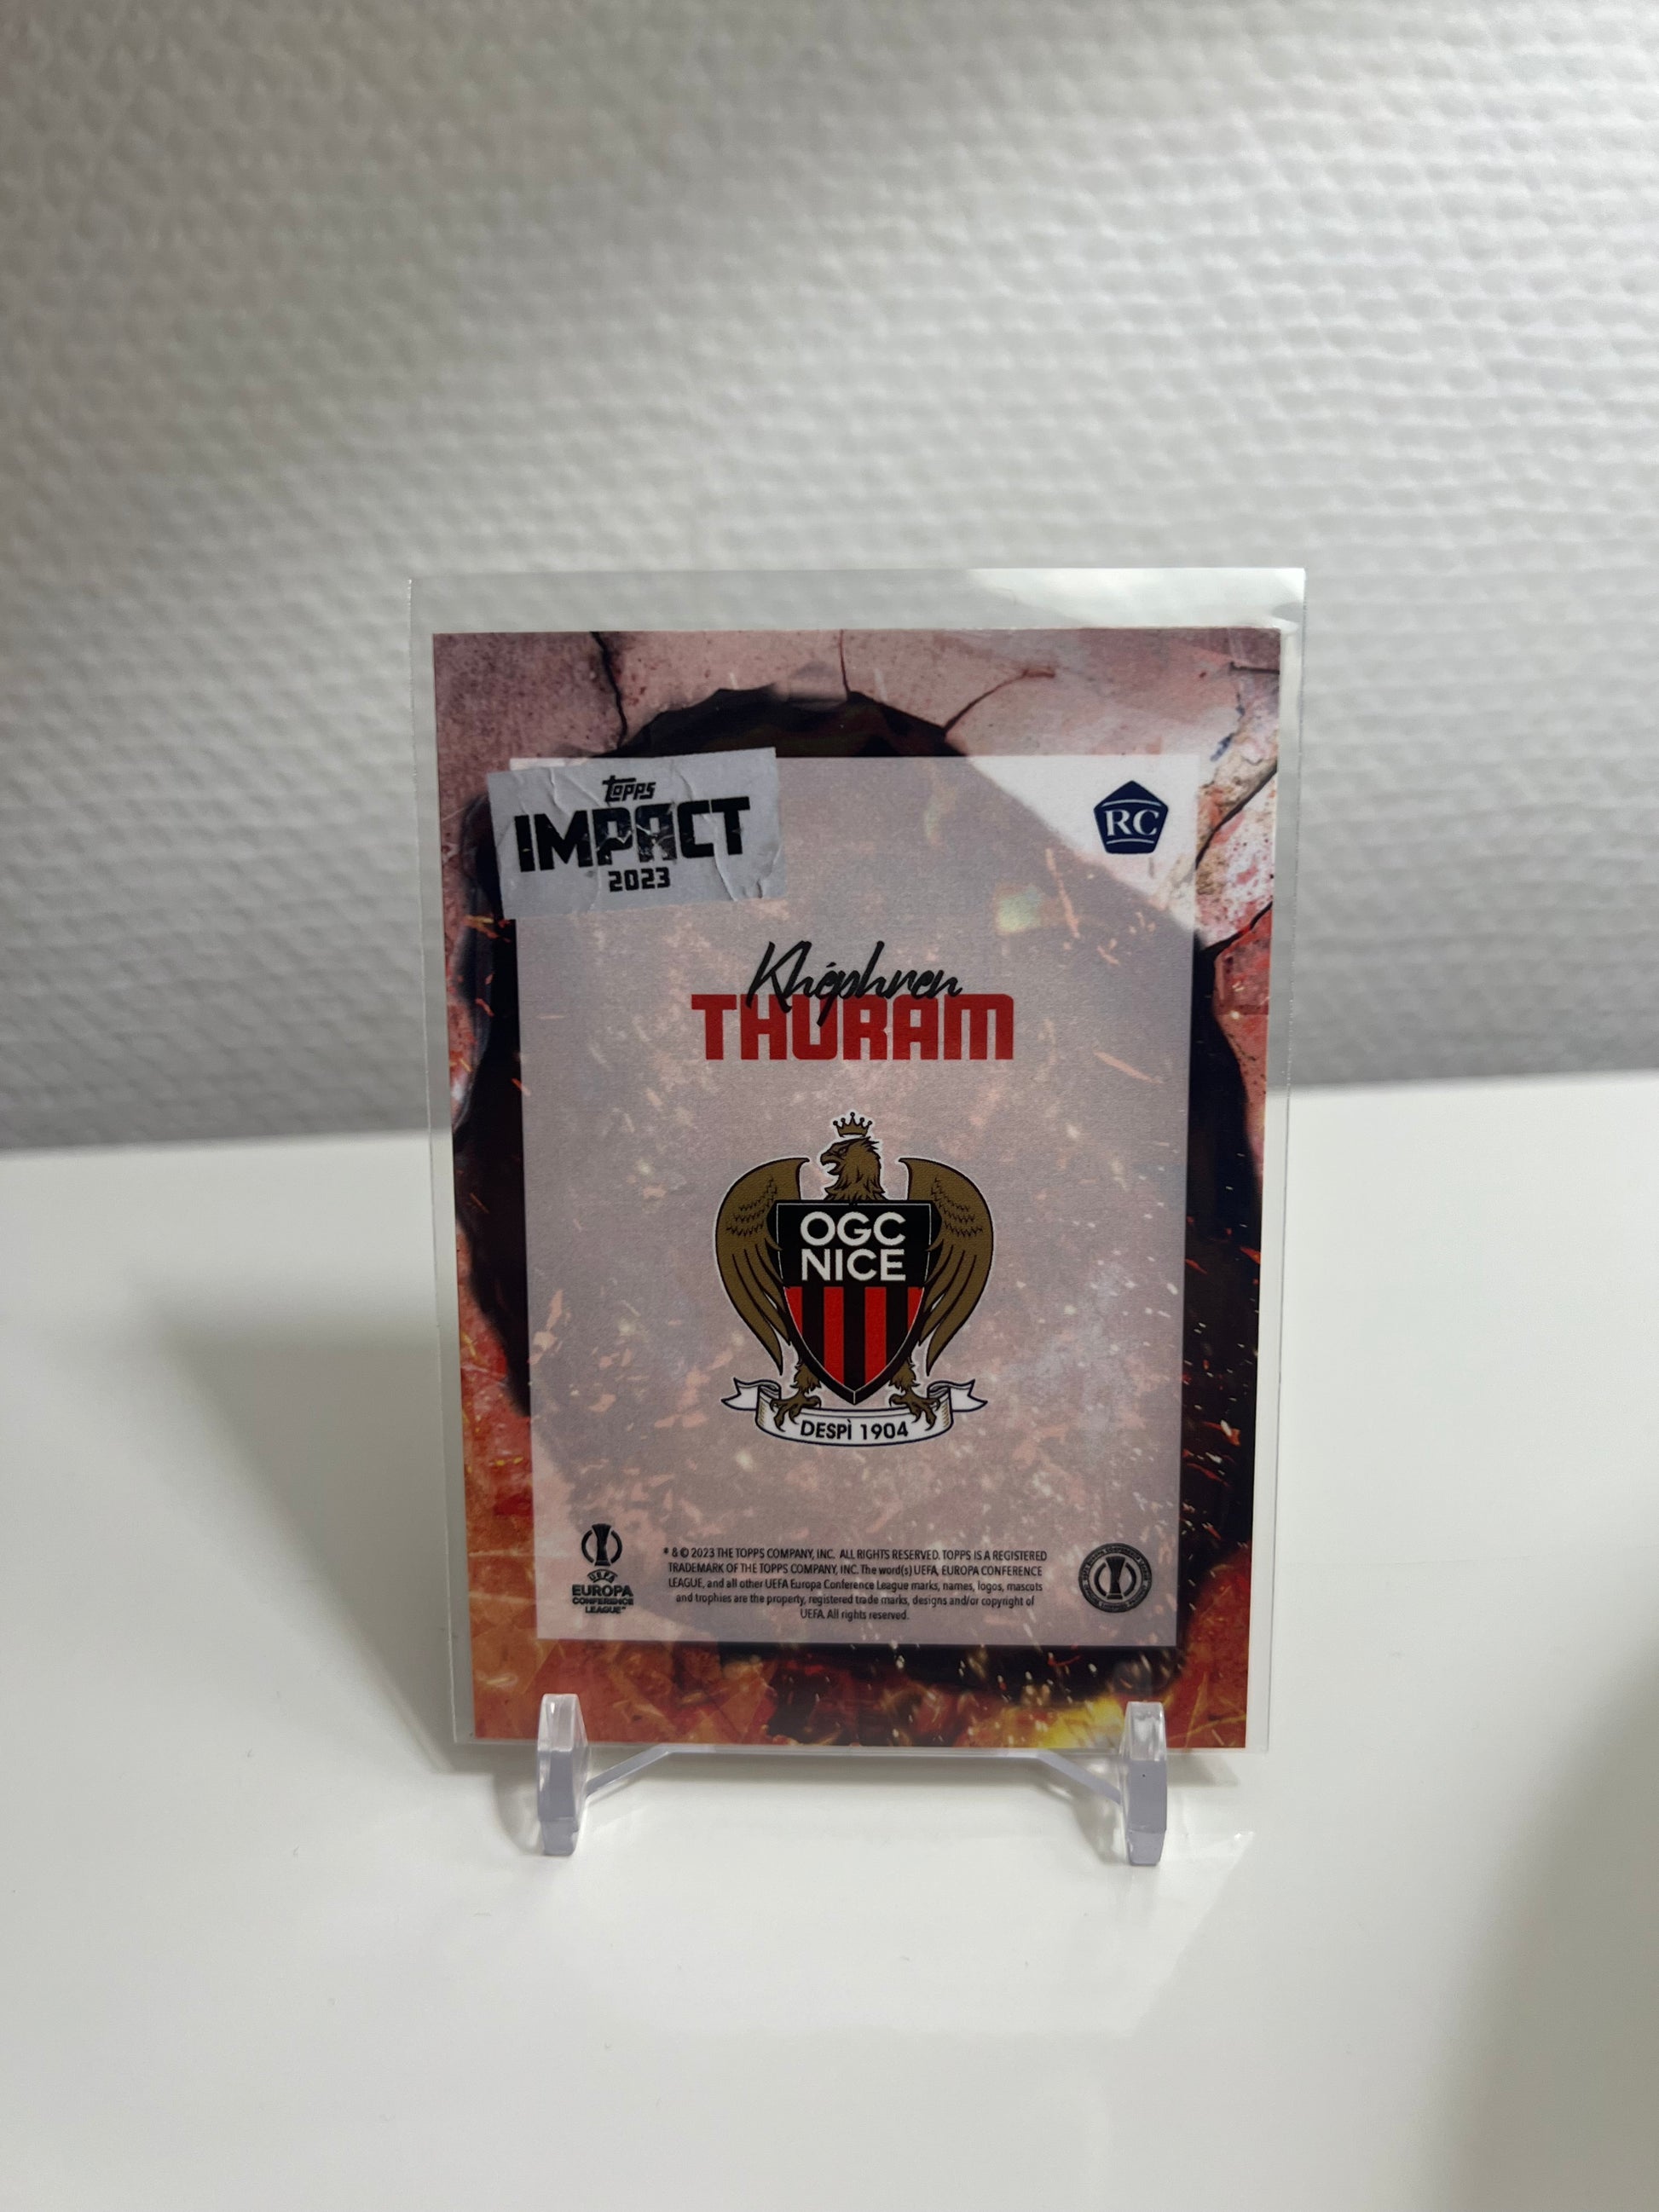 topps
IMPACT
2023
RC
Khéphren
THURAM
OGC
NICE
DESPÌ 1904
® & © 2023 THE TOPPS COMPANY, INC. ALL RIGHTS RESERVED. TOPPS IS A REGISTERED
TRADEMARK OF THE TOPPS COMPANY, INC. The word(s) UEFA, EUROPA CONFERENCE
LEAGUE, and all other UEFA Europa Conference League marks, names, logos, mascots
and trophies are the property, registered trade marks, designs and/or copyright of
UEFA. All rights reserved.
UEFA
EUROPA
CONFERENCE
LEAGUE™